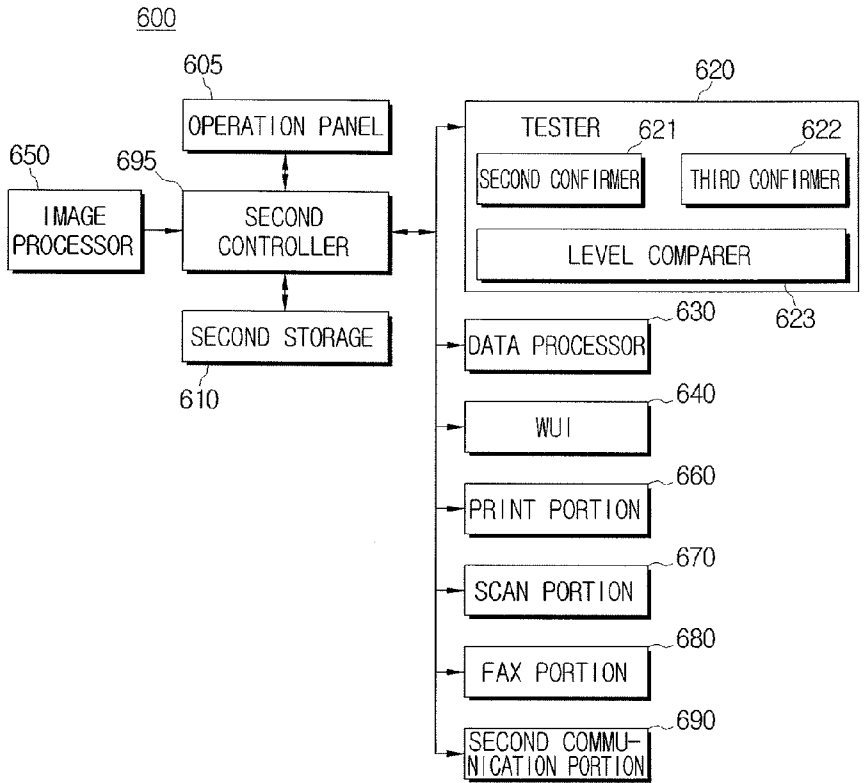 600
605
OPERATION PANEL
650
IMAGE
PROCESSOR
695
SECOND
CONTROLLER
SECOND STORAGE
610
620
TESTER
621
SECOND CONFIRMER
622
THIRD CONFIRMER
LEVEL COMPARER
623
630
DATA PROCESSOR
640
WUI
660
PRINT PORTION
670
SCAN PORTION
680
FAX PORTION
690
SECOND COMMU-
NICATION PORTION